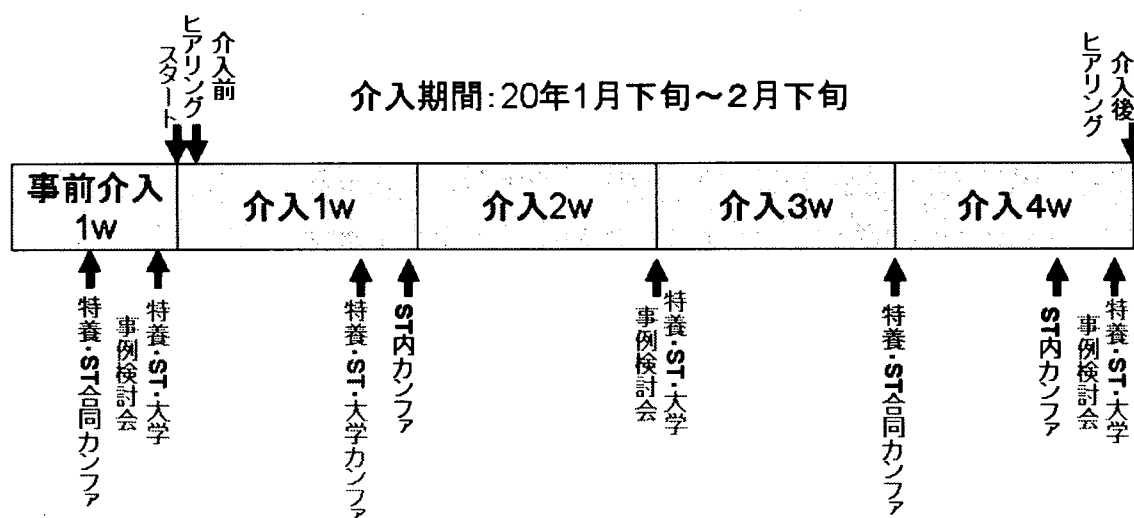 スタート
ヒアリング
介入前
介入期間:20年1月下旬～2月下旬
ヒアリング
介入後
事前介入
1w
介入1w
介入2w
介入3w
介入4w
特養・ST合同カンファ
特養・ST・大学
事例検討会
特養・ST・大学カンファ
ST内カンファ
特養・ST・大学
事例検討会
特養・ST合同カンファ
ST内カンファ
特養・ST・大学
事例検討会